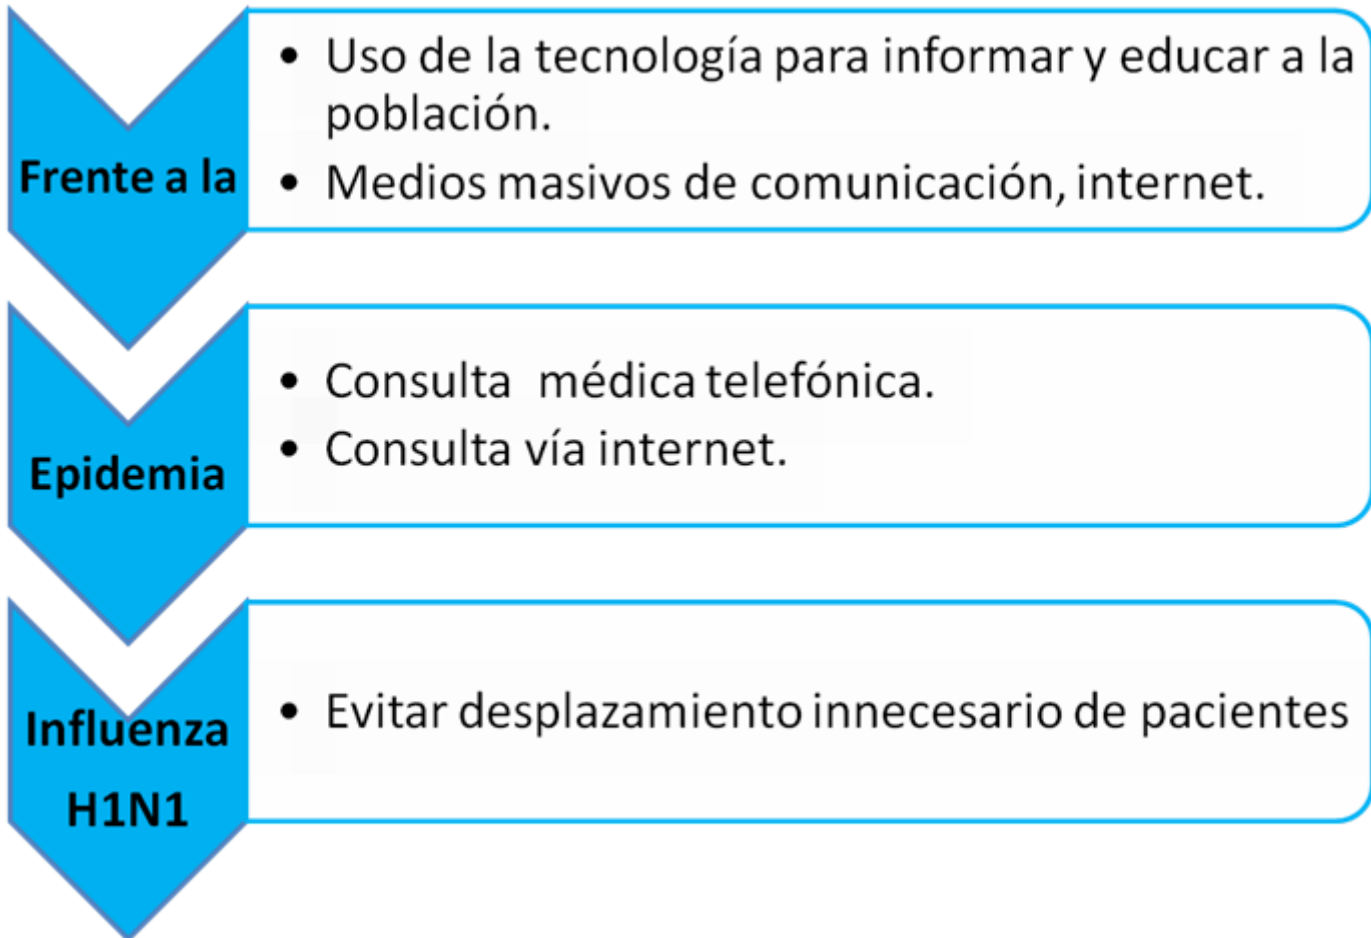 Frente a la
• Uso de la tecnología para informar y educar a la
población.
• Medios masivos de comunicación, internet.
Epidemia
• Consulta médica telefónica.
• Consulta vía internet.
Influenza
H1N1
• Evitar desplazamiento innecesario de pacientes